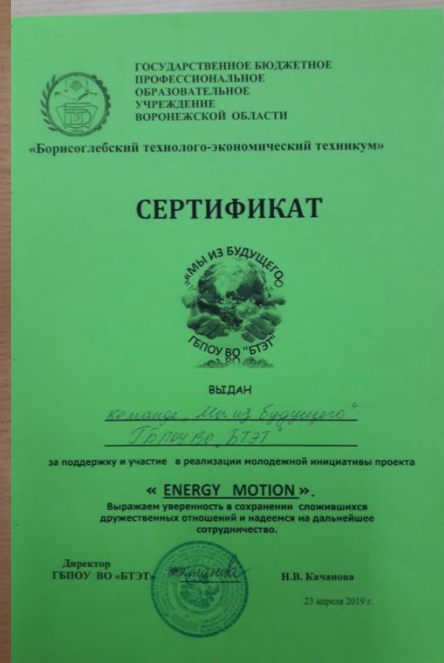 ГОСУДАРСТВЕННОЕ БЮДЖЕТНОЕ
ПРОФЕССИОНАЛЬНОЕ
ОБРАЗОВАТЕЛЬНОЕ
УЧРЕЖДЕНИЕ
ВОРОНЕЖСКОЙ ОБЛАСТИ
«Борисоглебский технолого-экономический техникум»
СЕРТИФИКАТ
«МЫ ИЗ БУДУЩЕГО»
ГБПОУ ВО "БТЭТ"
ВЫДАН
команде „Мы из будущего"
ГБПОУ ВО „БТЭТ"
за поддержку и участие в реализации молодежной инициативы проекта
« ENERGY MOTION ».
Выражаем уверенность в сохранении сложившихся
дружественных отношений и надеемся на дальнейшее
сотрудничество.
Директор
ГБПОУ ВО «БТЭТ» Н.В. Качанова
23 апреля 2019 г.